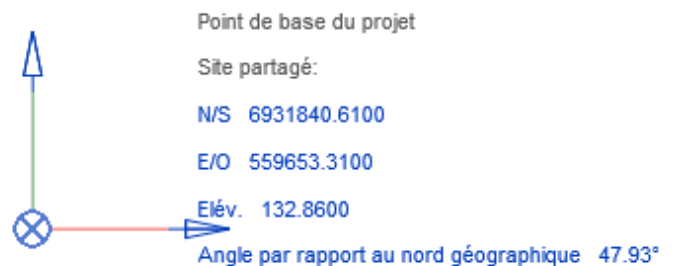 Point de base du projet
Site partagé:
N/S 6931840.6100
E/O 559653.3100
Elév. 132.8600
Angle par rapport au nord géographique 47.93°